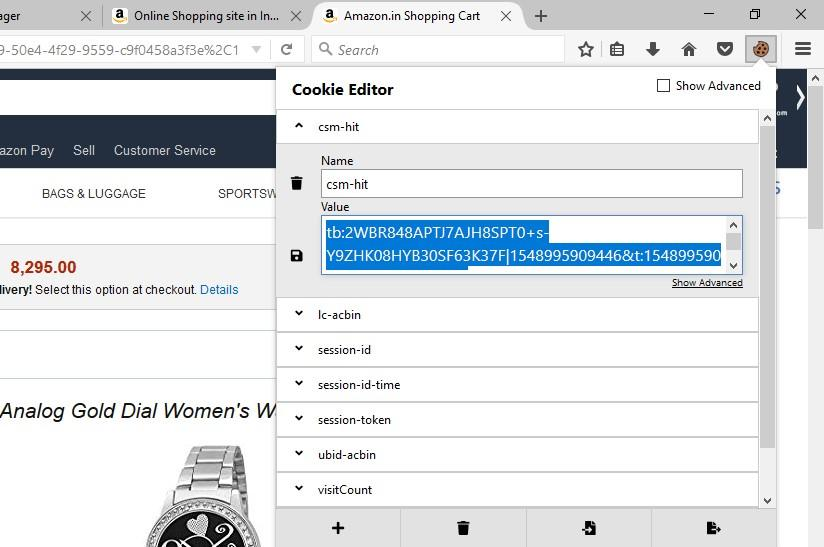 ager
Online Shopping site in In...
Amazon.in Shopping Cart
9-50e4-4f29-9559-c9f0458a3f3e%2C1
Search
Cookie Editor
Show Advanced
csm-hit
Name
csm-hit
Value
tb:2WBR848APTJ7AJH8SPT0+s-
Y9ZHK08HYB30SF63K37F|1548995909446&t:154899590
Show Advanced
lc-acbin
session-id
session-id-time
session-token
ubid-acbin
visitCount
azon Pay Sell Customer Service
BAGS & LUGGAGE SPORTSW
8,295.00
livery! Select this option at checkout. Details
Analog Gold Dial Women's W
om
S